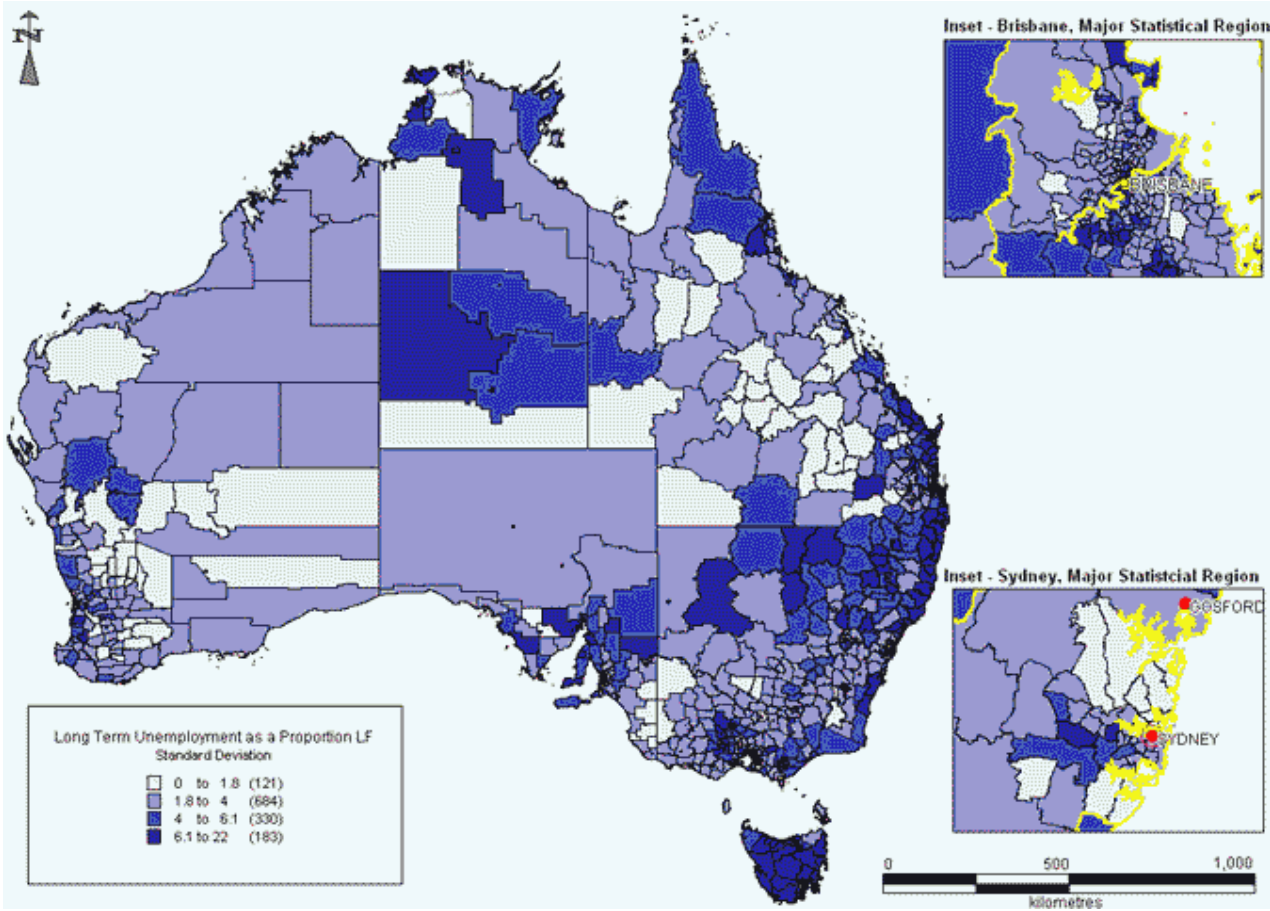 N
Inset - Brisbane, Major Statistical Region
BRISBANE
Inset - Sydney, Major Statistcial Region
GOSFORD
SYDNEY
Long Term Unemployment as a Proportion LF
Standard Deviation
0 to 1.8 (121)
1.8 to 4 (684)
4 to 6.1 (330)
6.1 to 22 (183)
0 500 1,000
kilometres